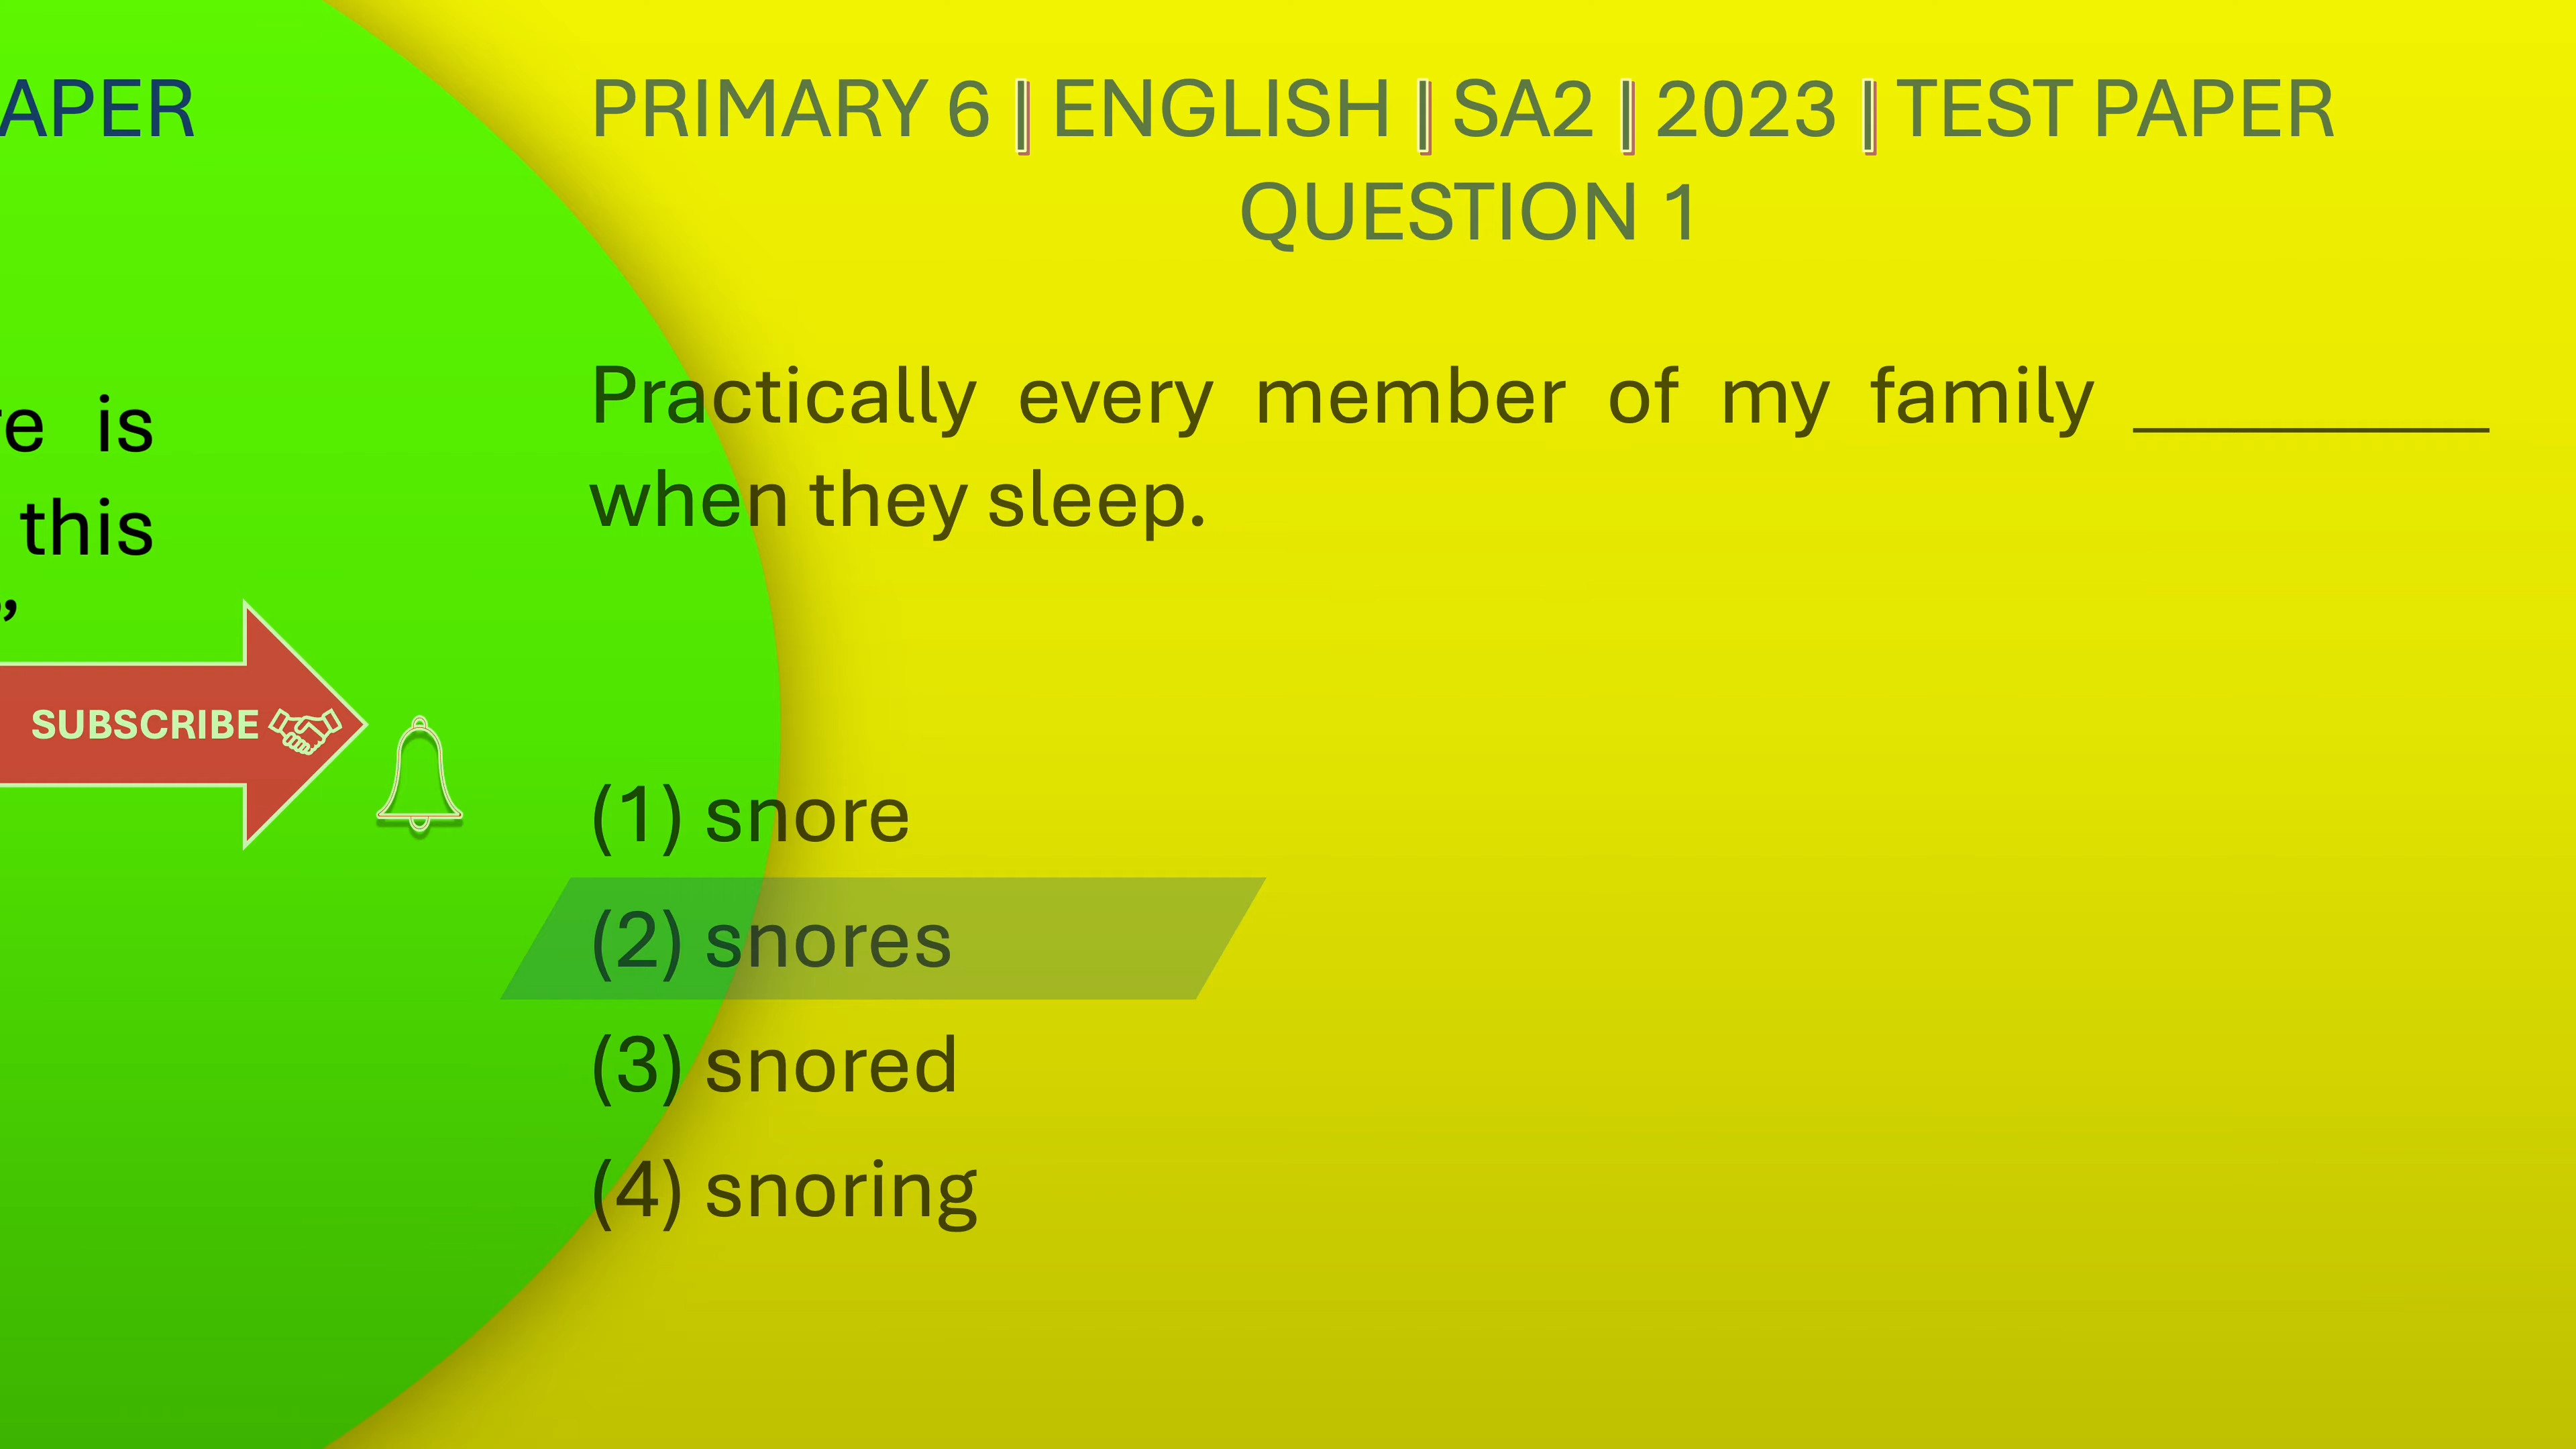 APER
is
this
”
SUBSCRIBE
PRIMARY 6 | ENGLISH | SA2 | 2023 | TEST PAPER
QUESTION 1
Practically every member of my family __________
when they sleep.
(1) snore
(2) snores
(3) snored
(4) snoring